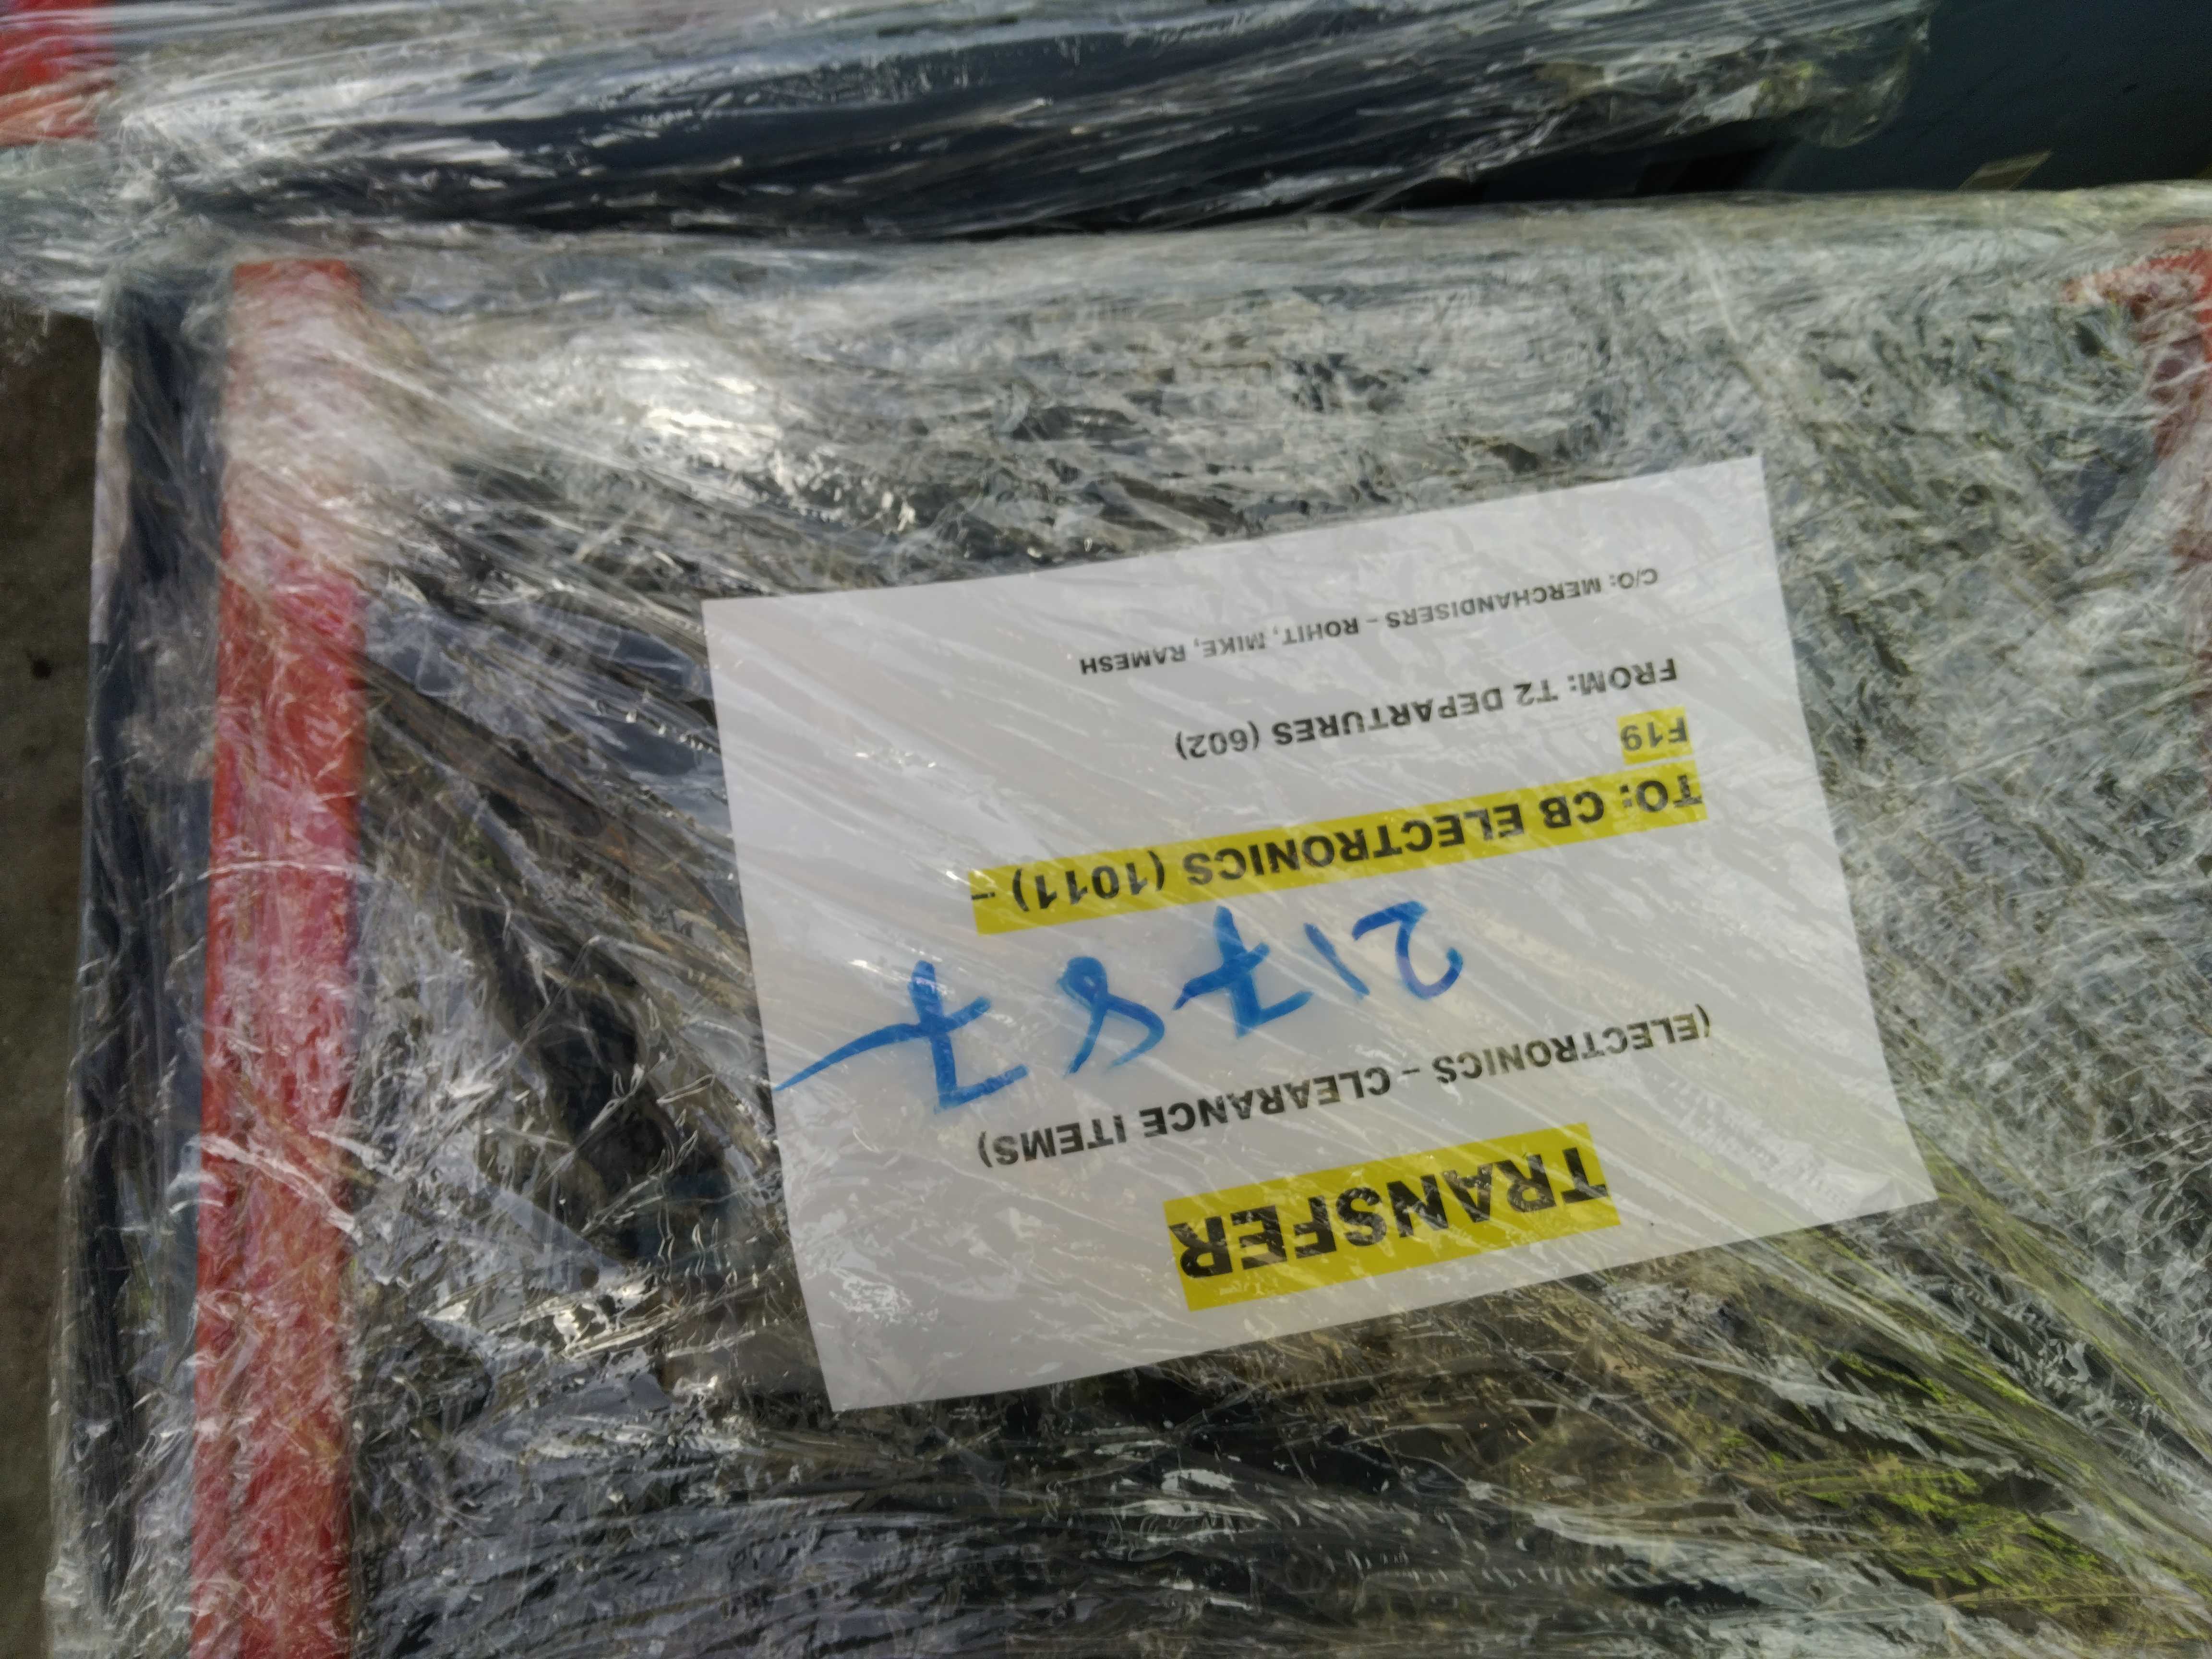 TRANSFER
(ELECTRONICS – CLEARANCE ITEMS)
21787
TO: CB ELECTRONICS (1011) –
F19
FROM: T2 DEPARTURES (602)
C/O: MERCHANDISERS – ROHIT, MIKE, RAMESH